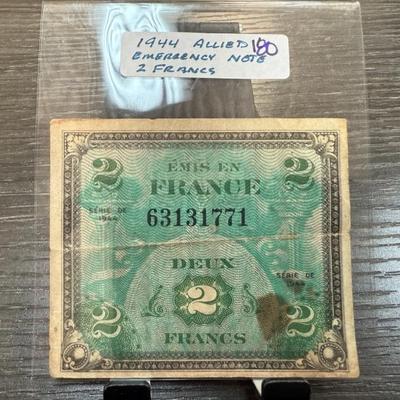 1944 ALLIED 180
EMERGENCY NOTE
2 FRANCS
2 ÉMIS EN 2
FRANCE
SÉRIE DE
1944
63131771
DEUX
SÉRIE DE
1944
2 2 2
FRANCS